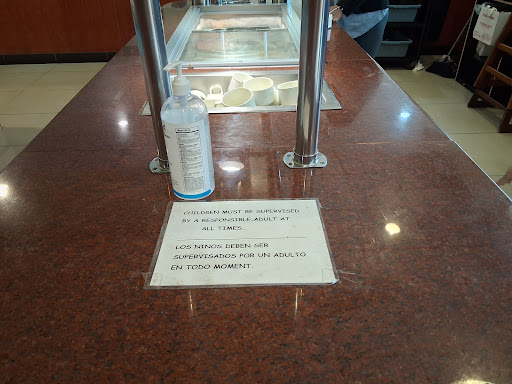 CHILDREN MUST BE SUPERVISED
BY A RESPONSIBLE ADULT AT
ALL TIMES.
LOS NINOS DEBEN SER
SUPERVISADOS POR UN ADULTO
EN TODO MOMENT.